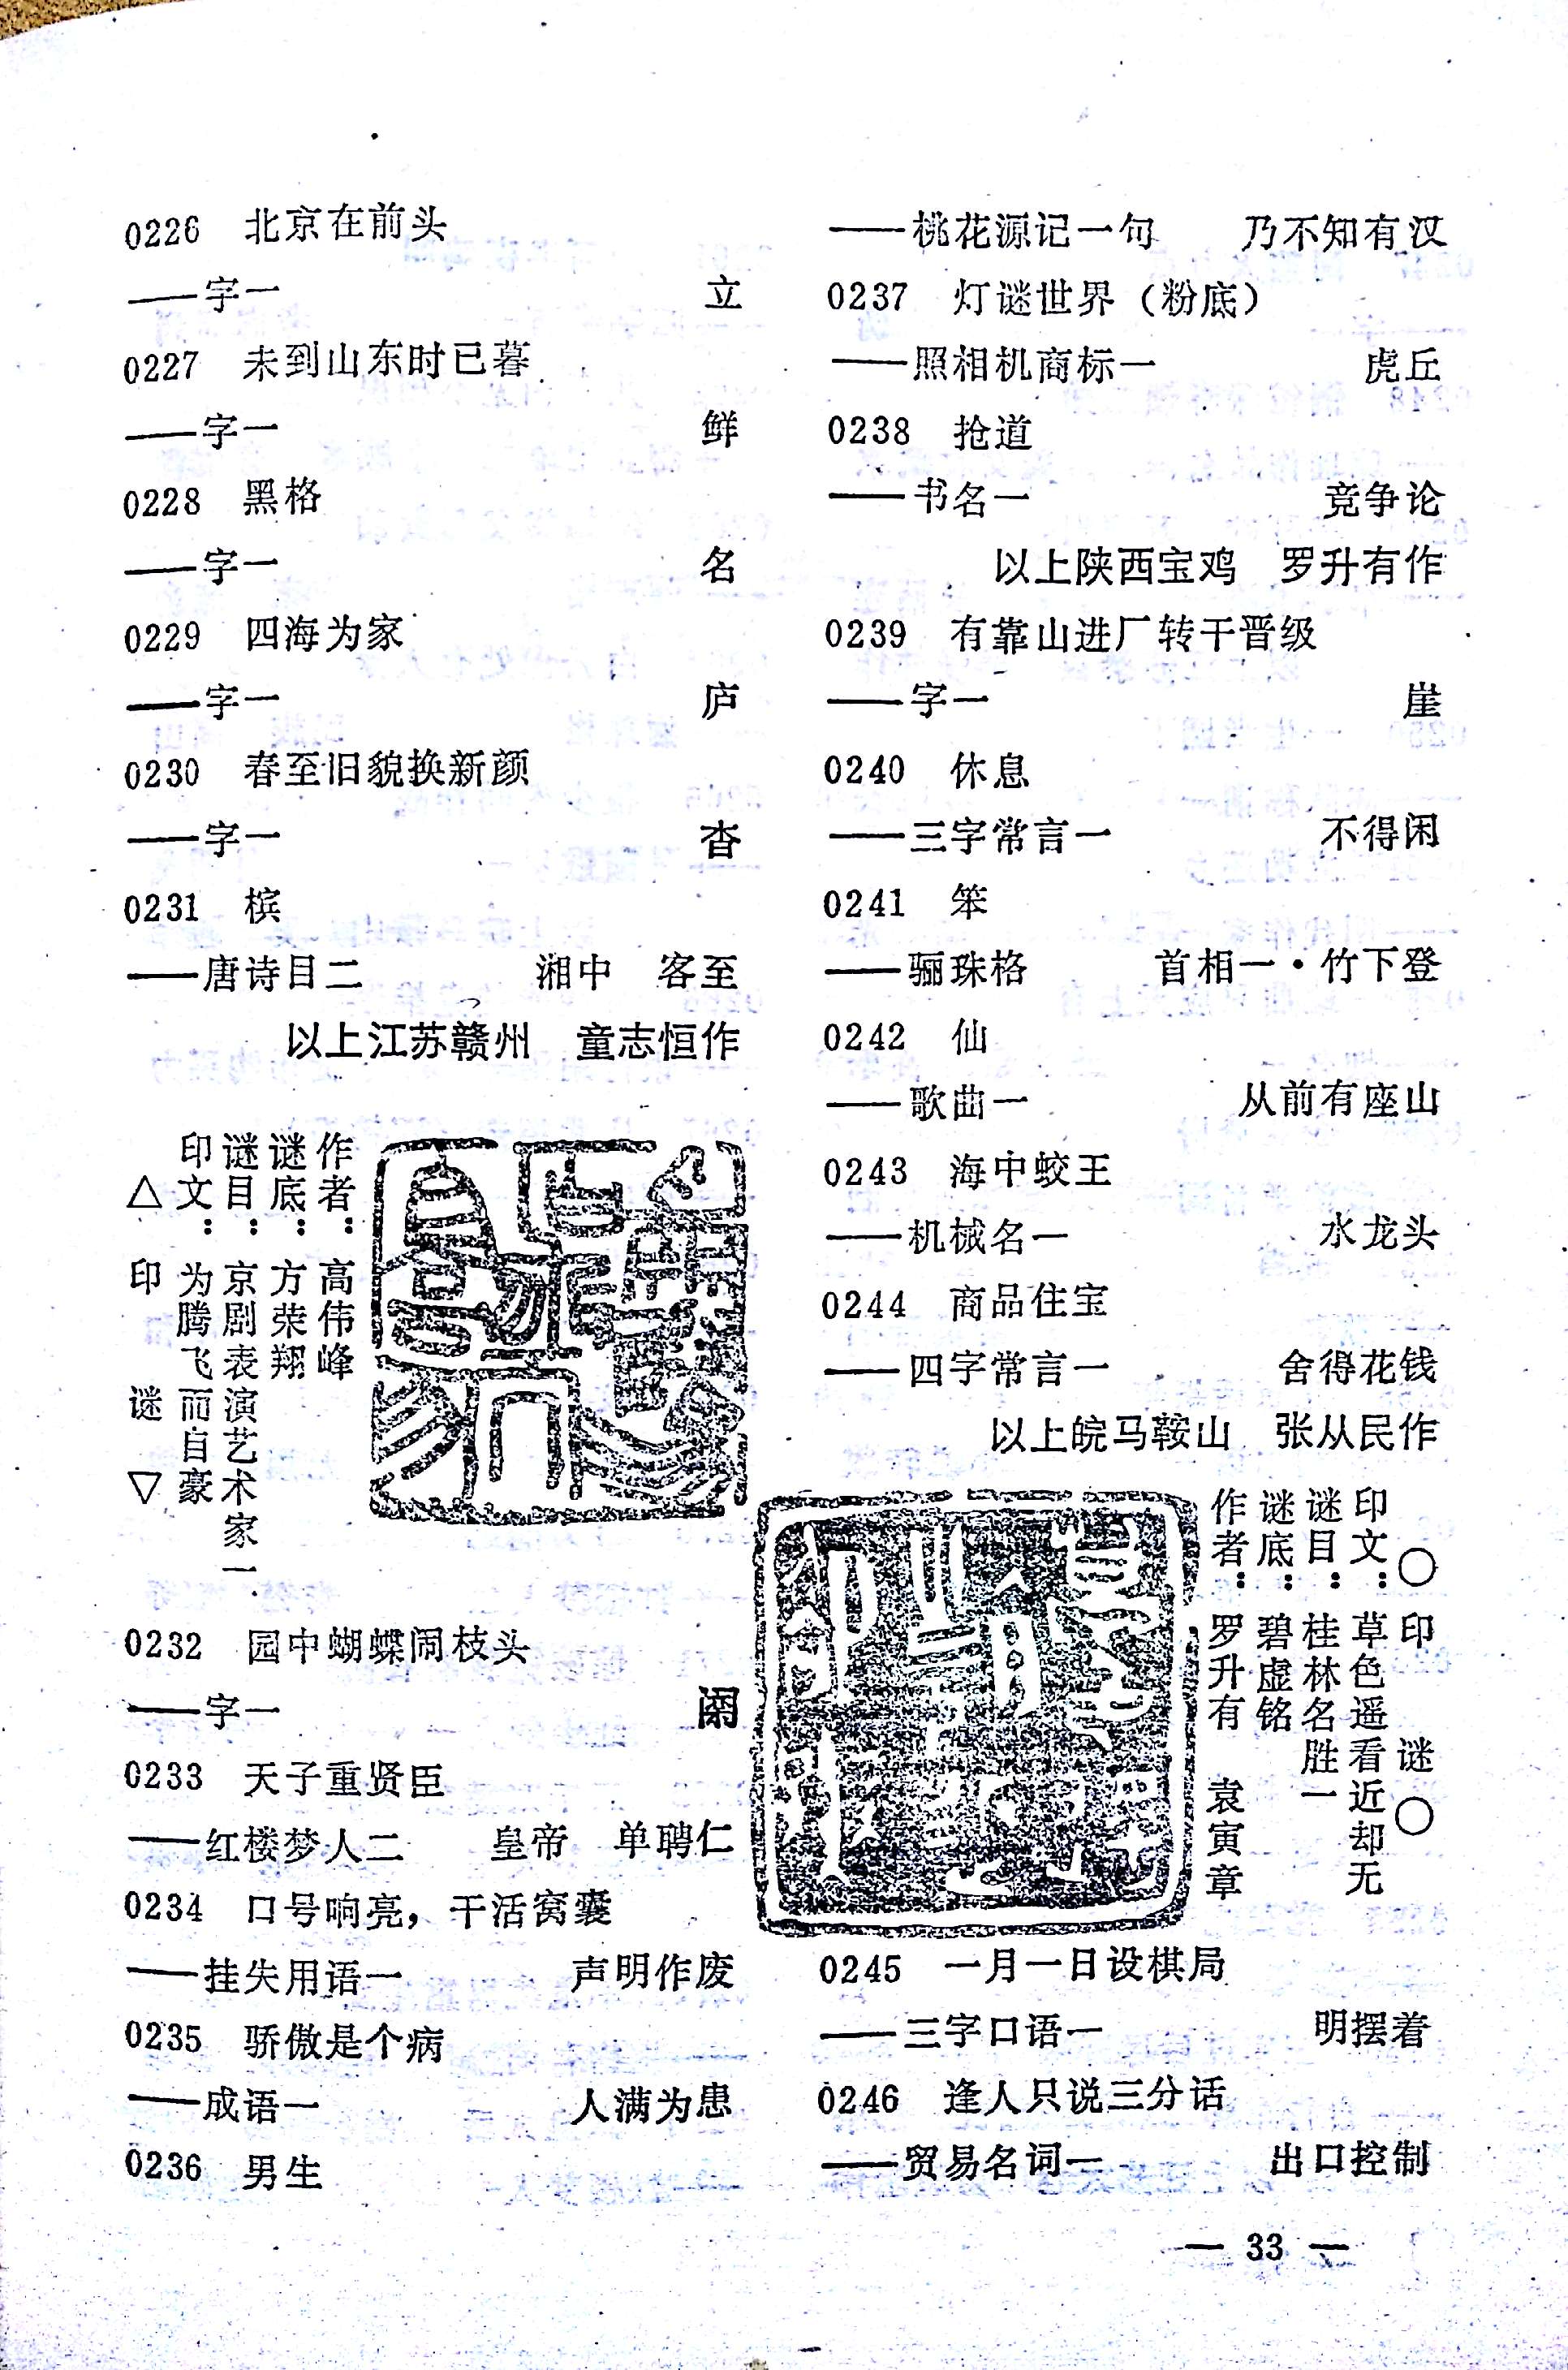 0226 北京在前头
——字一 立
0227 未到山东时已暮
——字一 鲜
0228 黑格
——字一 名
0229 四海为家
——字一 庐
0230 春至旧貌换新颜
——字一 杳
0231 槟
——唐诗目二 湘中 客至
以上江苏赣州 童志恒作
作者：高伟峰
谜底：方荣翔
谜目：京剧表演艺术家一
印文：为腾飞而自豪
△印谜▽
0232 园中蝴蝶闹枝头
——字一 阑
0233 天子重贤臣
——红楼梦人二 皇帝 单聘仁
0234 口号响亮，干活窝囊
——挂失用语一 声明作废
0235 骄傲是个病
——成语一 人满为患
0236 男生
——桃花源记一句 乃不知有汉
0237 灯谜世界（粉底）
——照相机商标一 虎丘
0238 抢道
——书名一 竞争论
以上陕西宝鸡 罗升有作
0239 有靠山进厂转干晋级
——字一 崖
0240 休息
——三字常言一 不得闲
0241 笨
——骊珠格 首相一·竹下登
0242 仙
——歌曲一 从前有座山
0243 海中蛟王
——机械名一 水龙头
0244 商品住宝
——四字常言一 舍得花钱
以上皖马鞍山 张从民作
○印谜○
印文：草色遥看近却无
谜目：桂林名胜一
谜底：碧虚铭
作者：罗升有 袁寅章
0245 一月一日设棋局
——三字口语一 明摆着
0246 逢人只说三分话
——贸易名词一 出口控制
— 33 —